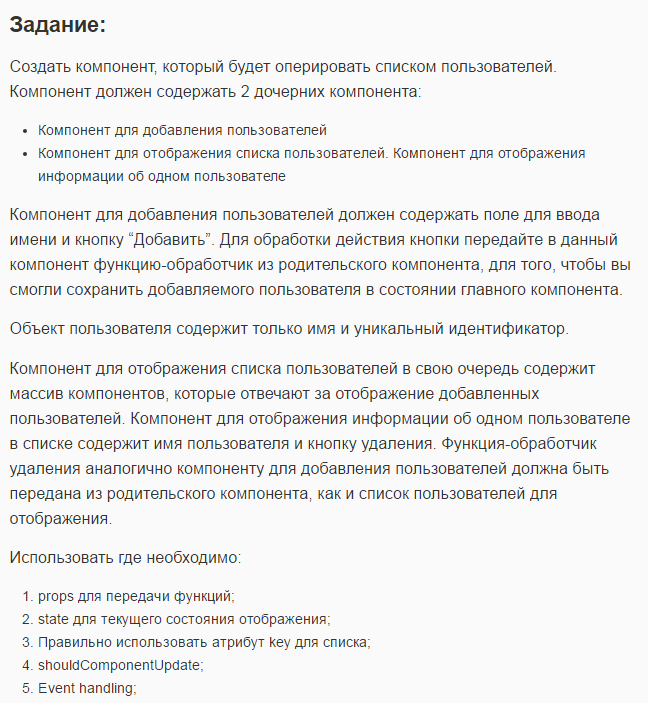 Задание:
Создать компонент, который будет оперировать списком пользователей.
Компонент должен содержать 2 дочерних компонента:
• Компонент для добавления пользователей
• Компонент для отображения списка пользователей. Компонент для отображения
информации об одном пользователе
Компонент для добавления пользователей должен содержать поле для ввода
имени и кнопку “Добавить”. Для обработки действия кнопки передайте в данный
компонент функцию-обработчик из родительского компонента, для того, чтобы вы
смогли сохранить добавляемого пользователя в состоянии главного компонента.
Объект пользователя содержит только имя и уникальный идентификатор.
Компонент для отображения списка пользователей в свою очередь содержит
массив компонентов, которые отвечают за отображение добавленных
пользователей. Компонент для отображения информации об одном пользователе
в списке содержит имя пользователя и кнопку удаления. Функция-обработчик
удаления аналогично компоненту для добавления пользователей должна быть
передана из родительского компонента, как и список пользователей для
отображения.
Использовать где необходимо:
1. props для передачи функций;
2. state для текущего состояния отображения;
3. Правильно использовать атрибут key для списка;
4. shouldComponentUpdate;
5. Event handling;